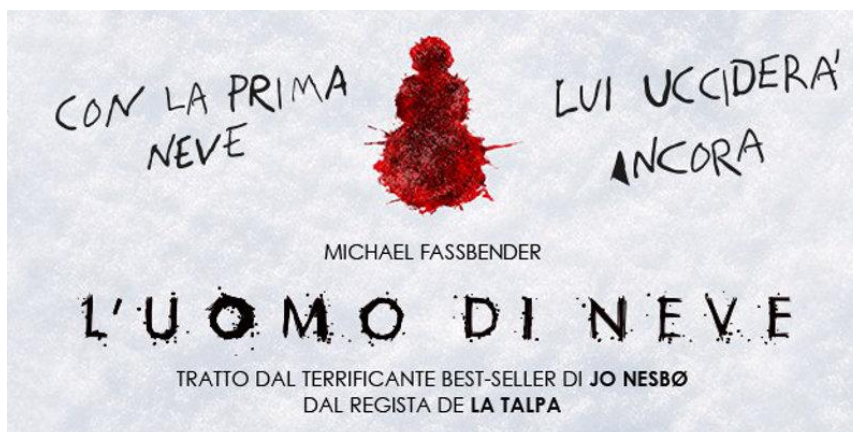 CON LA PRIMA
NEVE
LUI UCCIDERA'
ANCORA
MICHAEL FASSBENDER
L'UOMO DI NEVE
TRATTO DAL TERRIFICANTE BEST-SELLER DI JO NESBØ
DAL REGISTA DE LA TALPA